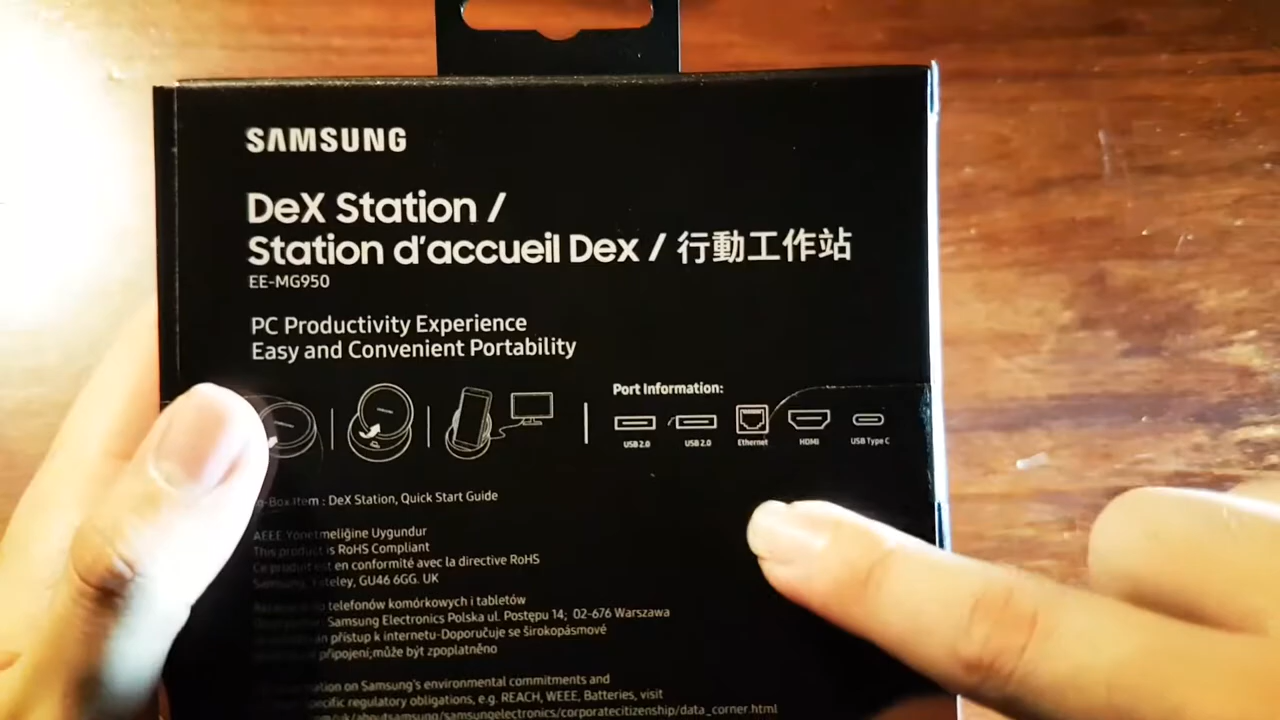 SAMSUNG
DeX Station /
Station d'accueil Dex / 行動工作站
EE-MG950
PC Productivity Experience
Easy and Convenient Portability
Port Information:
USB 2.0 USB 2.0 Ethernet HDMI USB Type C
SAMSUNG
SAMSUNG
Item : DeX Station, Quick Start Guide
AEEE Yönetmeliğine Uygundur
This product is RoHS Compliant
Ce produit est en conformité avec la directive RoHS
Samsung, Yateley, GU46 6GG. UK
telefonów komórkowych i tabletów
Samsung Electronics Polska ul. Postępu 14; 02-676 Warszawa
přístup k internetu-Doporučuje se širokopásmové
připojení;může být zpoplatněno
on Samsung's environmental commitments and
regulatory obligations, e.g. REACH, WEEE, Batteries, visit
/aboutsamsung/samsungelectronics/corporatecitizenship/data_corner.html